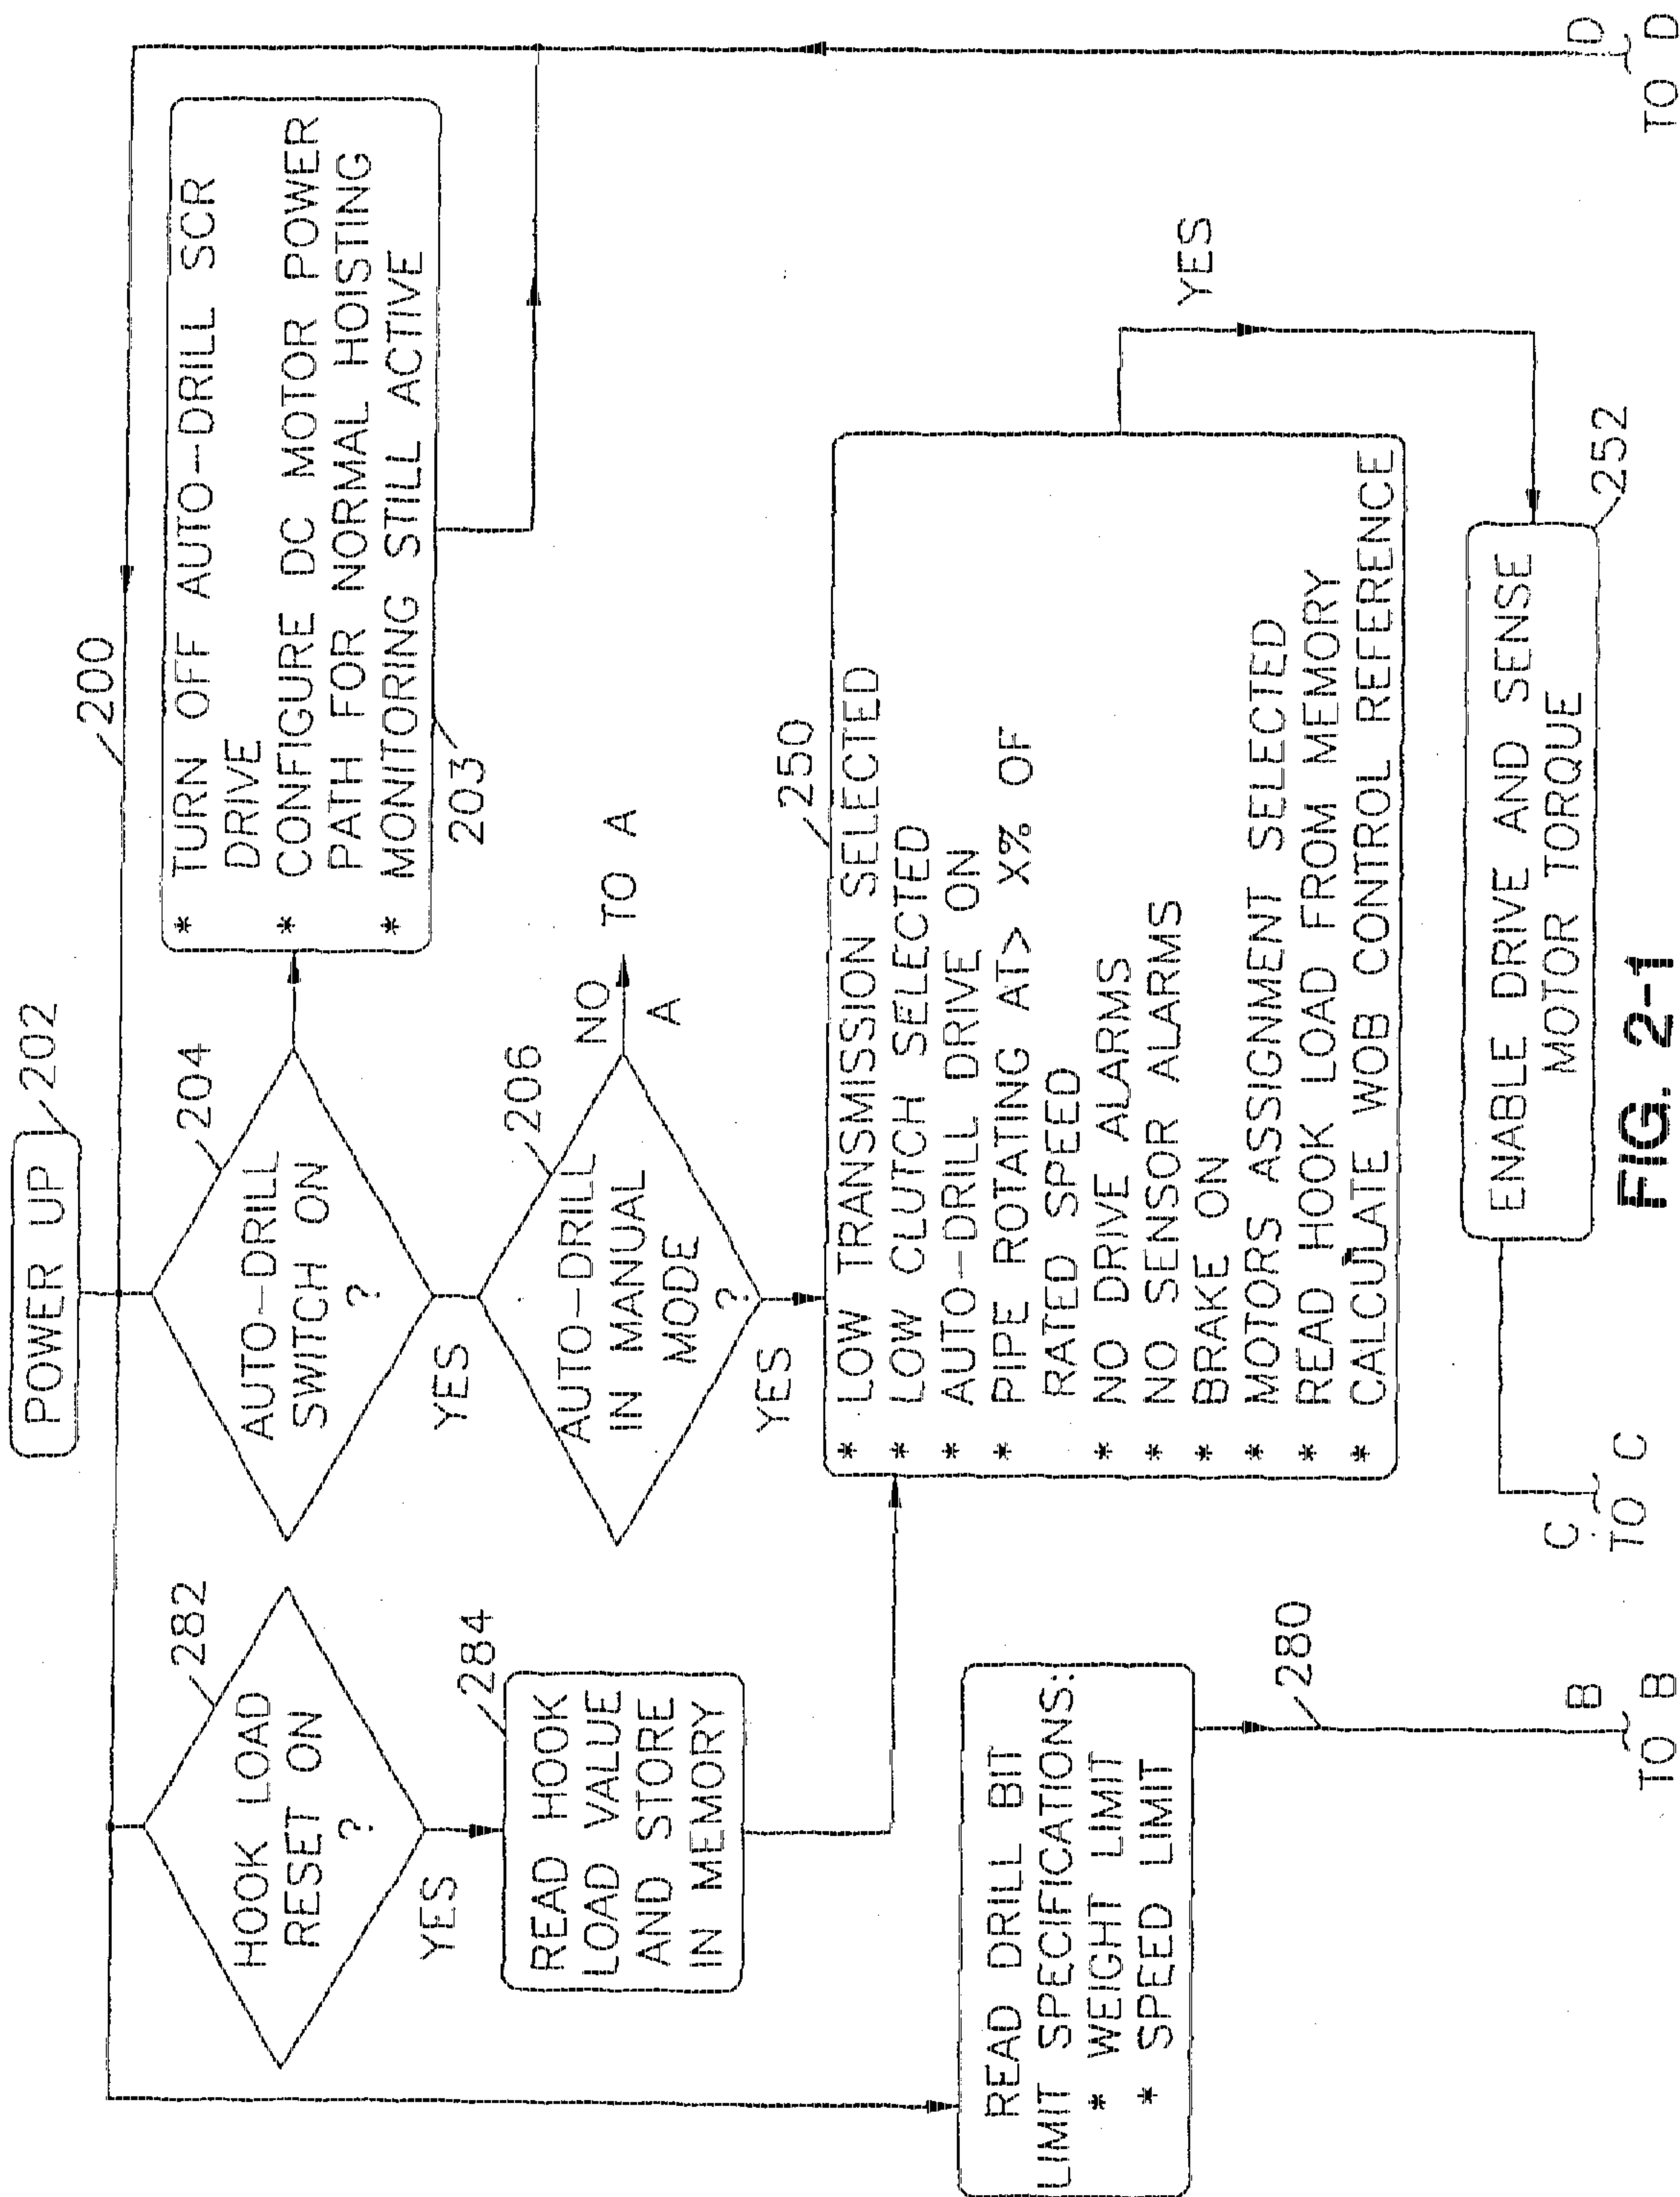 POWER UP
202
200
HOOK LOAD
RESET ON
?
282
YES
READ HOOK
LOAD VALUE
AND STORE
IN MEMORY
284
AUTO-DRILL
SWITCH ON
?
204
YES
* TURN OFF AUTO-DRILL SCR
DRIVE
* CONFIGURE DC MOTOR POWER
PATH FOR NORMAL HOISTING
* MONITORING STILL ACTIVE
203
AUTO-DRILL
IN MANUAL
MODE
?
206
NO
A
TO A
YES
* LOW TRANSMISSION SELECTED
* LOW CLUTCH SELECTED
* AUTO-DRILL DRIVE ON
* PIPE ROTATING AT> X% OF
RATED SPEED
* NO DRIVE ALARMS
* NO SENSOR ALARMS
* BRAKE ON
* MOTORS ASSIGNMENT SELECTED
* READ HOOK LOAD FROM MEMORY
* CALCULATE WOB CONTROL REFERENCE
250
YES
READ DRILL BIT
LIMIT SPECIFICATIONS:
* WEIGHT LIMIT
* SPEED LIMIT
280
B
TO B
ENABLE DRIVE AND SENSE
MOTOR TORQUE
252
C
TO C
D
TO D
FIG. 2-1